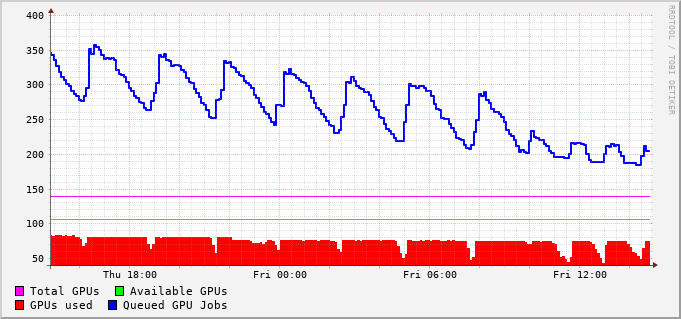 400
350
300
250
200
150
100
50
Thu 18:00 Fri 00:00 Fri 06:00 Fri 12:00
Total GPUs Available GPUs
GPUs used Queued GPU Jobs
RRDTOOL / TOBI OETIKER